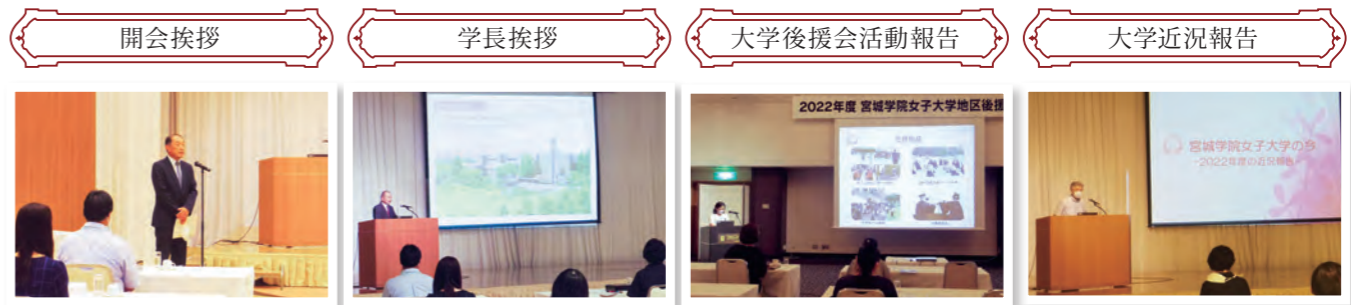 開会挨拶
学長挨拶
大学後援会活動報告
大学近況報告
2022年度 宮城学院女子大学地区後援
宮城学院女子大学の今
-2022年度の近況報告-